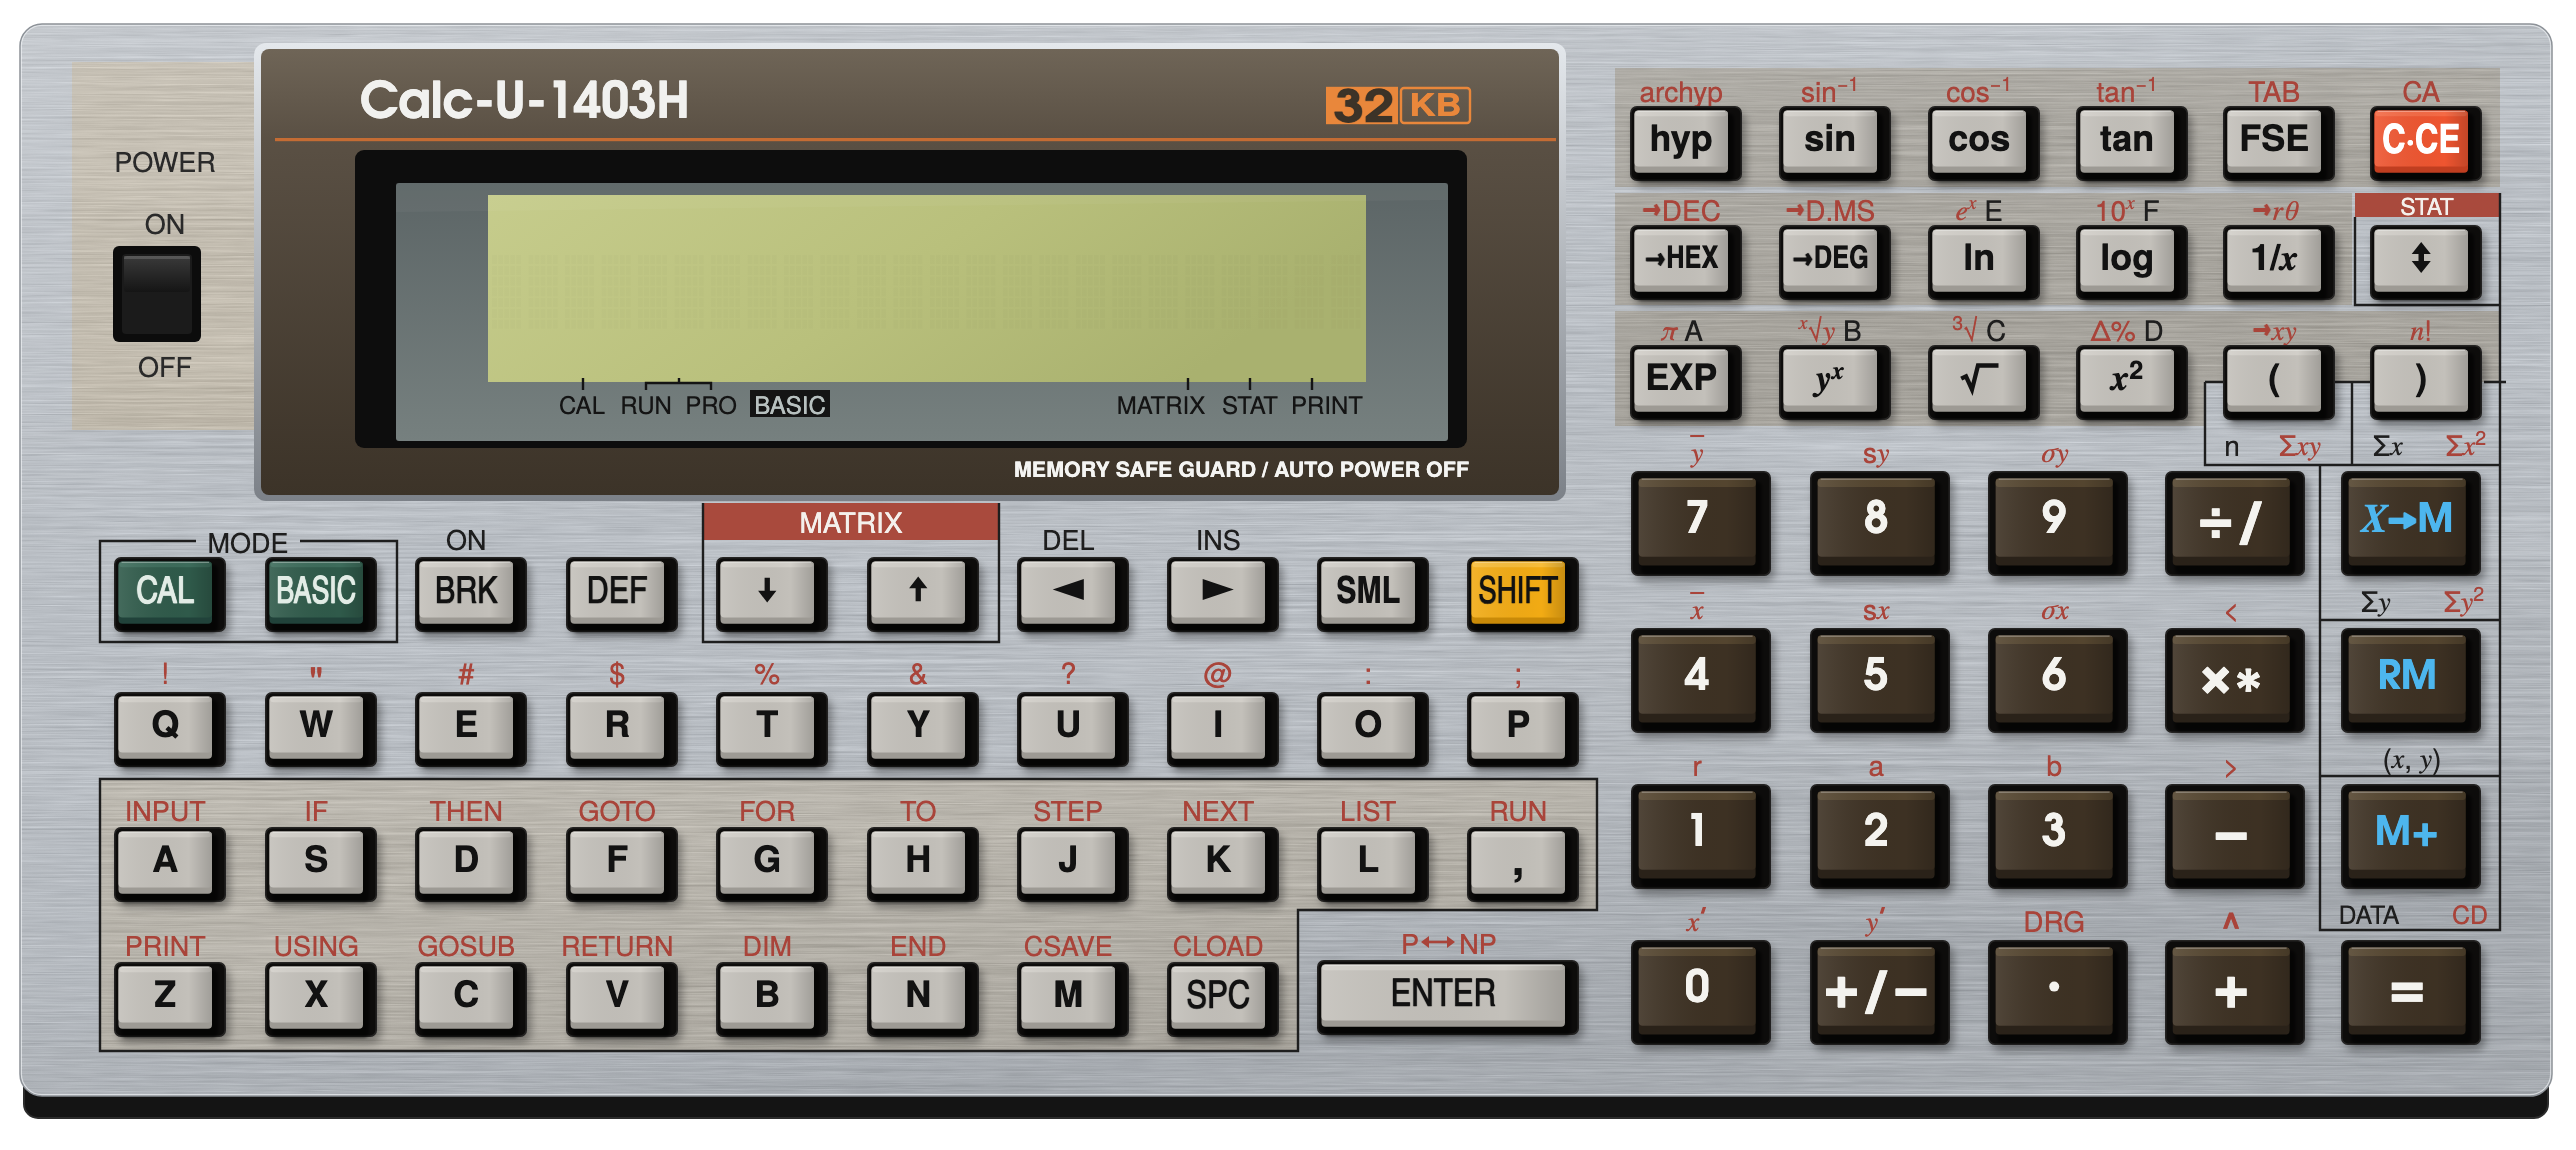 Calc-U-1403H
32 KB
POWER
ON
OFF
CAL RUN PRO BASIC MATRIX STAT PRINT
MEMORY SAFE GUARD / AUTO POWER OFF
MODE ON MATRIX DEL INS
CAL BASIC BRK DEF ↓ ↑ ◄ ► SML SHIFT
! " # $ % & ? @ : ;
Q W E R T Y U I O P
INPUT IF THEN GOTO FOR TO STEP NEXT LIST RUN
A S D F G H J K L ,
PRINT USING GOSUB RETURN DIM END CSAVE CLOAD P↔NP
Z X C V B N M SPC ENTER
archyp sin⁻¹ cos⁻¹ tan⁻¹ TAB CA
hyp sin cos tan FSE C·CE
→DEC →D.MS eˣ E 10ˣ F →rθ STAT
→HEX →DEG ln log 1/x ↕
π A ˣ√y B ³√ C Δ% D →xy n!
EXP yˣ √ x² ( )
n Σxy Σx Σx²
y̅ sy σy
7 8 9 ÷/ X→M
x̅ sx σx < Σy Σy²
4 5 6 ×* RM
r a b > (x, y)
1 2 3 − M+
x′ y′ DRG ∧ DATA CD
0 +/− · + =